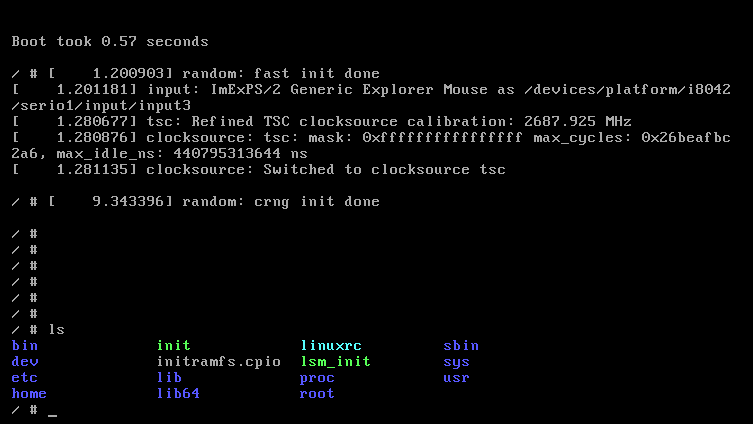 Boot took 0.57 seconds
/ # [    1.200903] random: fast init done
[    1.201181] input: ImExPS/2 Generic Explorer Mouse as /devices/platform/i8042
/serio1/input/input3
[    1.280677] tsc: Refined TSC clocksource calibration: 2687.925 MHz
[    1.280876] clocksource: tsc: mask: 0xffffffffffffffff max_cycles: 0x26beafbc
2a6, max_idle_ns: 440795313644 ns
[    1.281135] clocksource: Switched to clocksource tsc
/ # [    9.343396] random: crng init done
/ #
/ #
/ #
/ #
/ #
/ #
/ # ls
bin             init            linuxrc         sbin
dev             initramfs.cpio  lsm_init        sys
etc             lib             proc            usr
home            lib64           root
/ # _